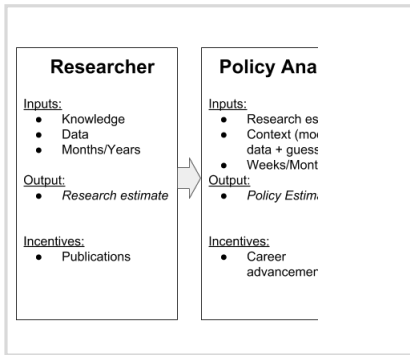 Researcher
Inputs:
Knowledge
Data
Months/Years
Output:
Research estimate
Incentives:
Publications
Policy Ana
Inputs:
Research es
Context (mo
data + gues
Weeks/Mont
Output:
Policy Estim
Incentives:
Career
advancemen